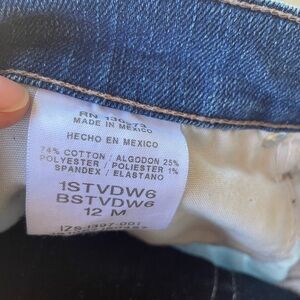 RN 130273
MADE IN MEXICO
HECHO EN MEXICO
74% COTTON / ALGODON 25%
POLYESTER / POLIESTER 1%
SPANDEX / ELASTANO
1STVDW6
BSTVDW6
12 M